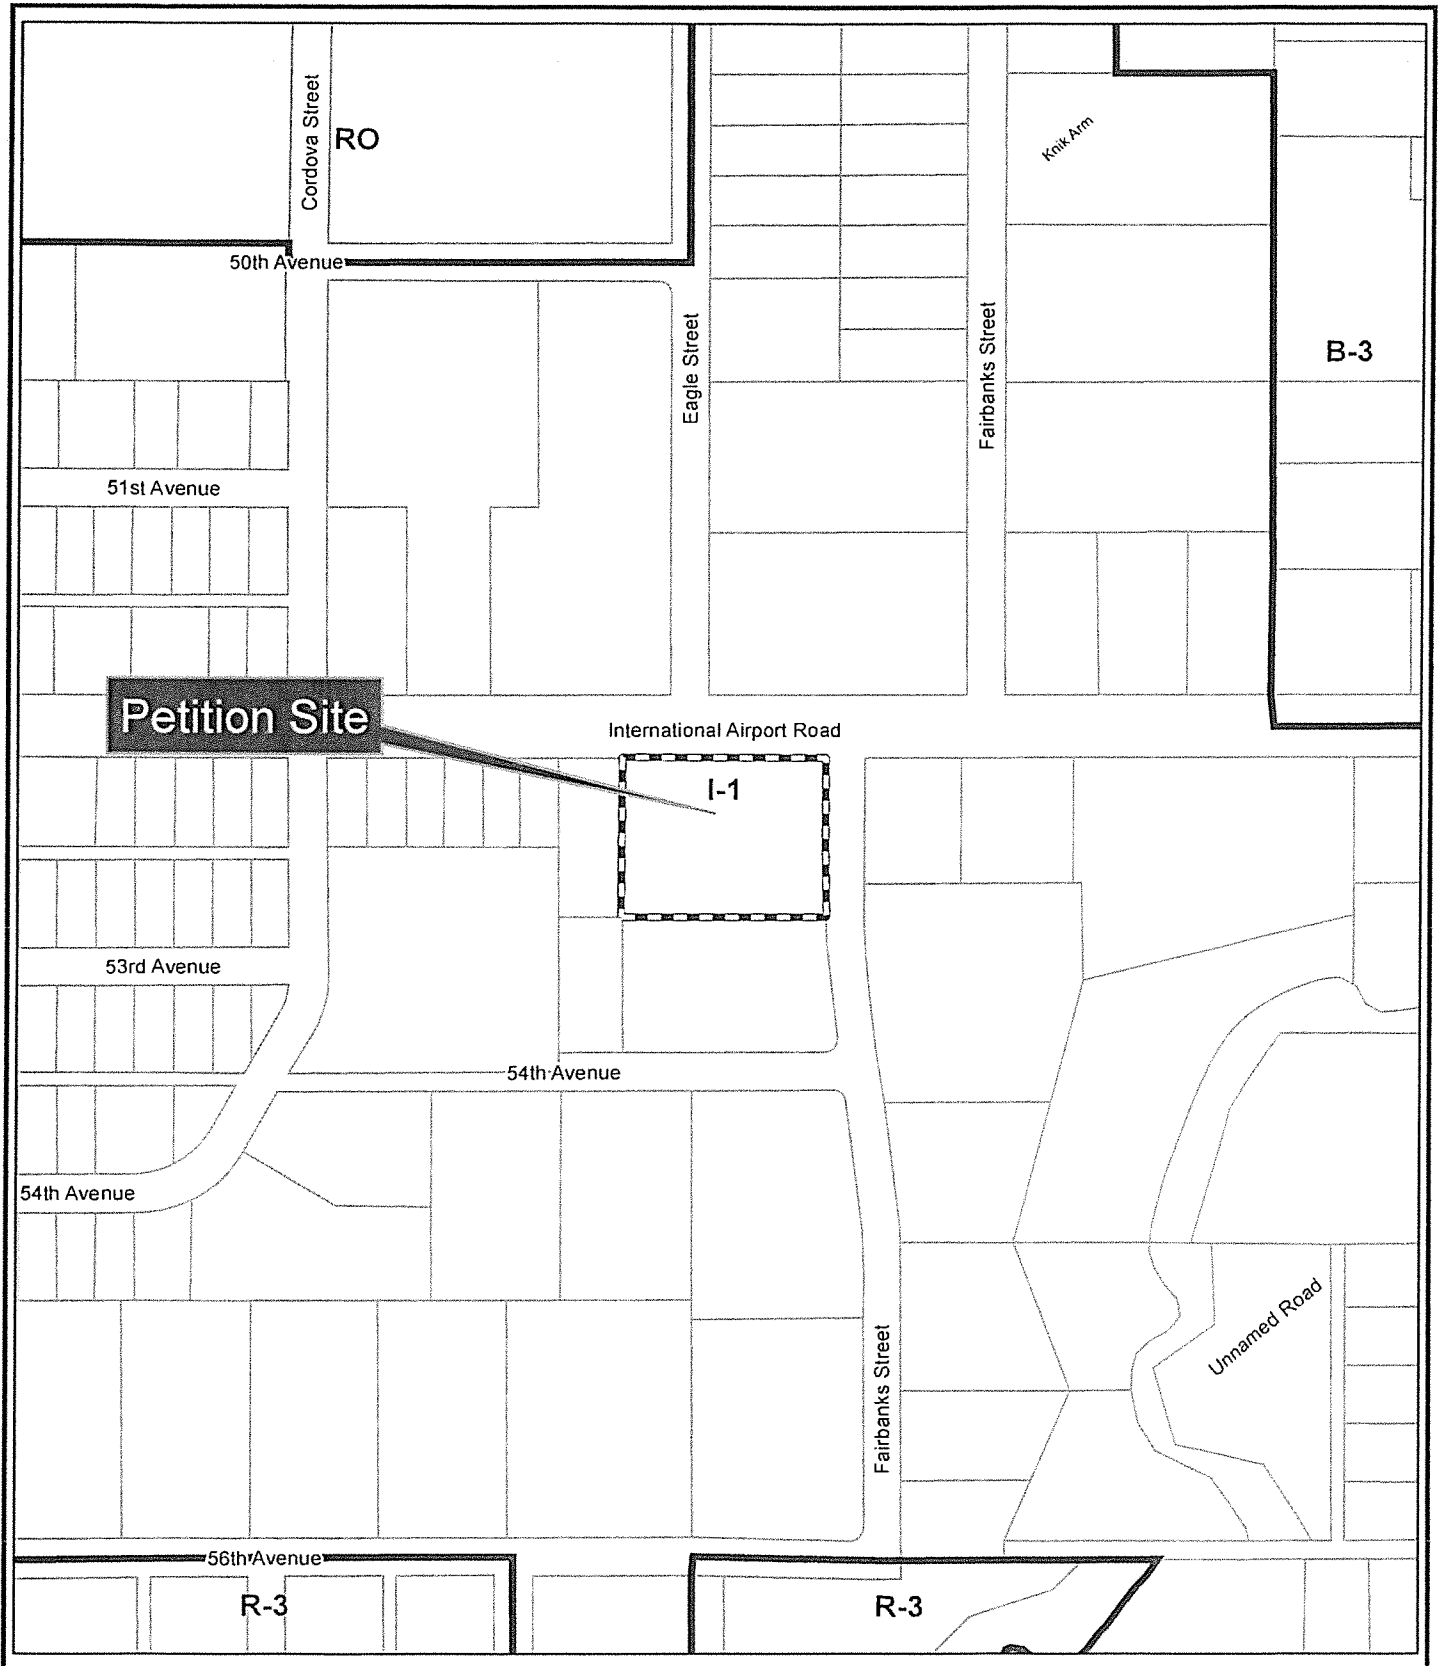 Cordova Street
RO
Knik Arm
50th Avenue
Eagle Street
Fairbanks Street
B-3
51st Avenue
Petition Site
International Airport Road
I-1
53rd Avenue
54th Avenue
54th Avenue
Unnamed Road
Fairbanks Street
56th Avenue
R-3
R-3